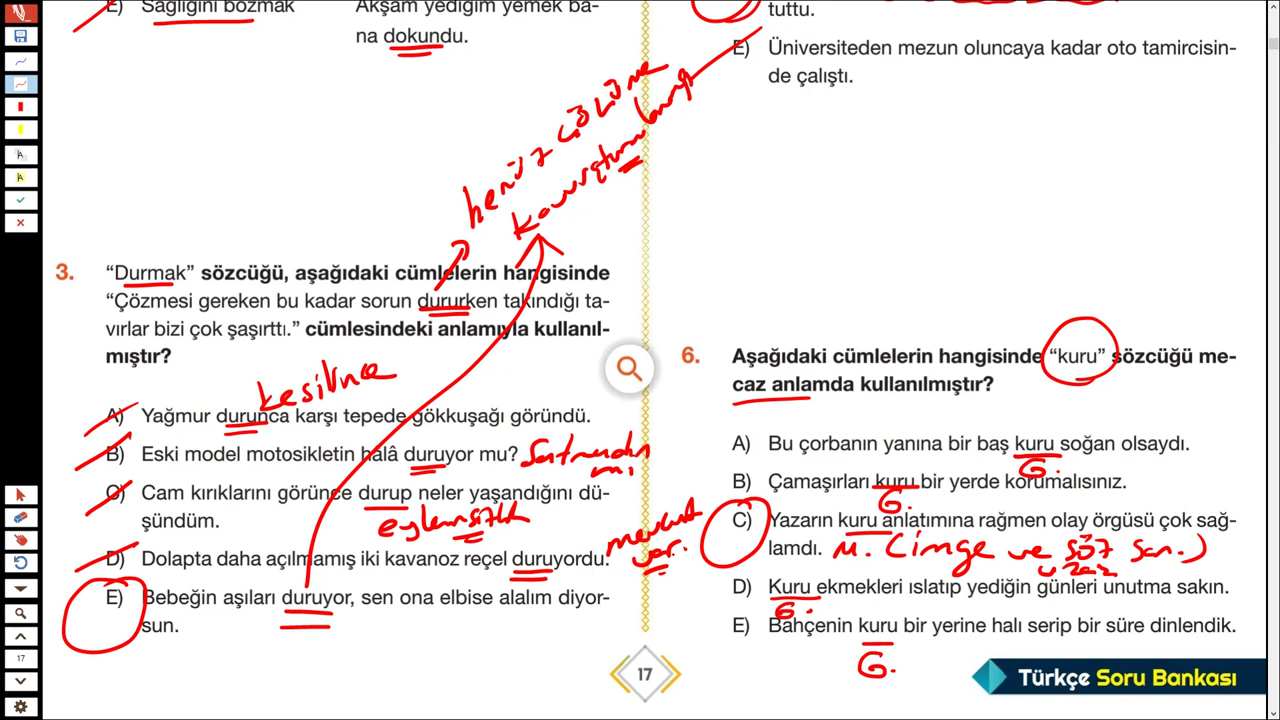 E) Sağlığını bozmak
Akşam yediğim yemek ba-
na dokundu.
tuttu.
E) Üniversiteden mezun oluncaya kadar oto tamircisin-
de çalıştı.
henüz çözüme
kavuşturulmamış
3. “Durmak” sözcüğü, aşağıdaki cümlelerin hangisinde
“Çözmesi gereken bu kadar sorun dururken takındığı ta-
vırlar bizi çok şaşırttı.” cümlesindeki anlamıyla kullanıl-
mıştır?
kesilince
A) Yağmur durunca karşı tepede gökkuşağı göründü.
B) Eski model motosikletin halâ duruyor mu?
satmadın
mı
C) Cam kırıklarını görünce durup neler yaşandığını dü-
şündüm.
eylemsizlik
D) Dolapta daha açılmamış iki kavanoz reçel duruyordu.
mevcut
var.
E) Bebeğin aşıları duruyor, sen ona elbise alalım diyor-
sun.
6. Aşağıdaki cümlelerin hangisinde “kuru” sözcüğü me-
caz anlamda kullanılmıştır?
A) Bu çorbanın yanına bir baş kuru soğan olsaydı.
G.
B) Çamaşırları kuru bir yerde korumalısınız.
G.
C) Yazarın kuru anlatımına rağmen olay örgüsü çok sağ-
lamdı.
M. (imge ve söz san.)
uzak
D) Kuru ekmekleri ıslatıp yediğin günleri unutma sakın.
G.
E) Bahçenin kuru bir yerine halı serip bir süre dinlendik.
G.
17
17
Türkçe Soru Bankası